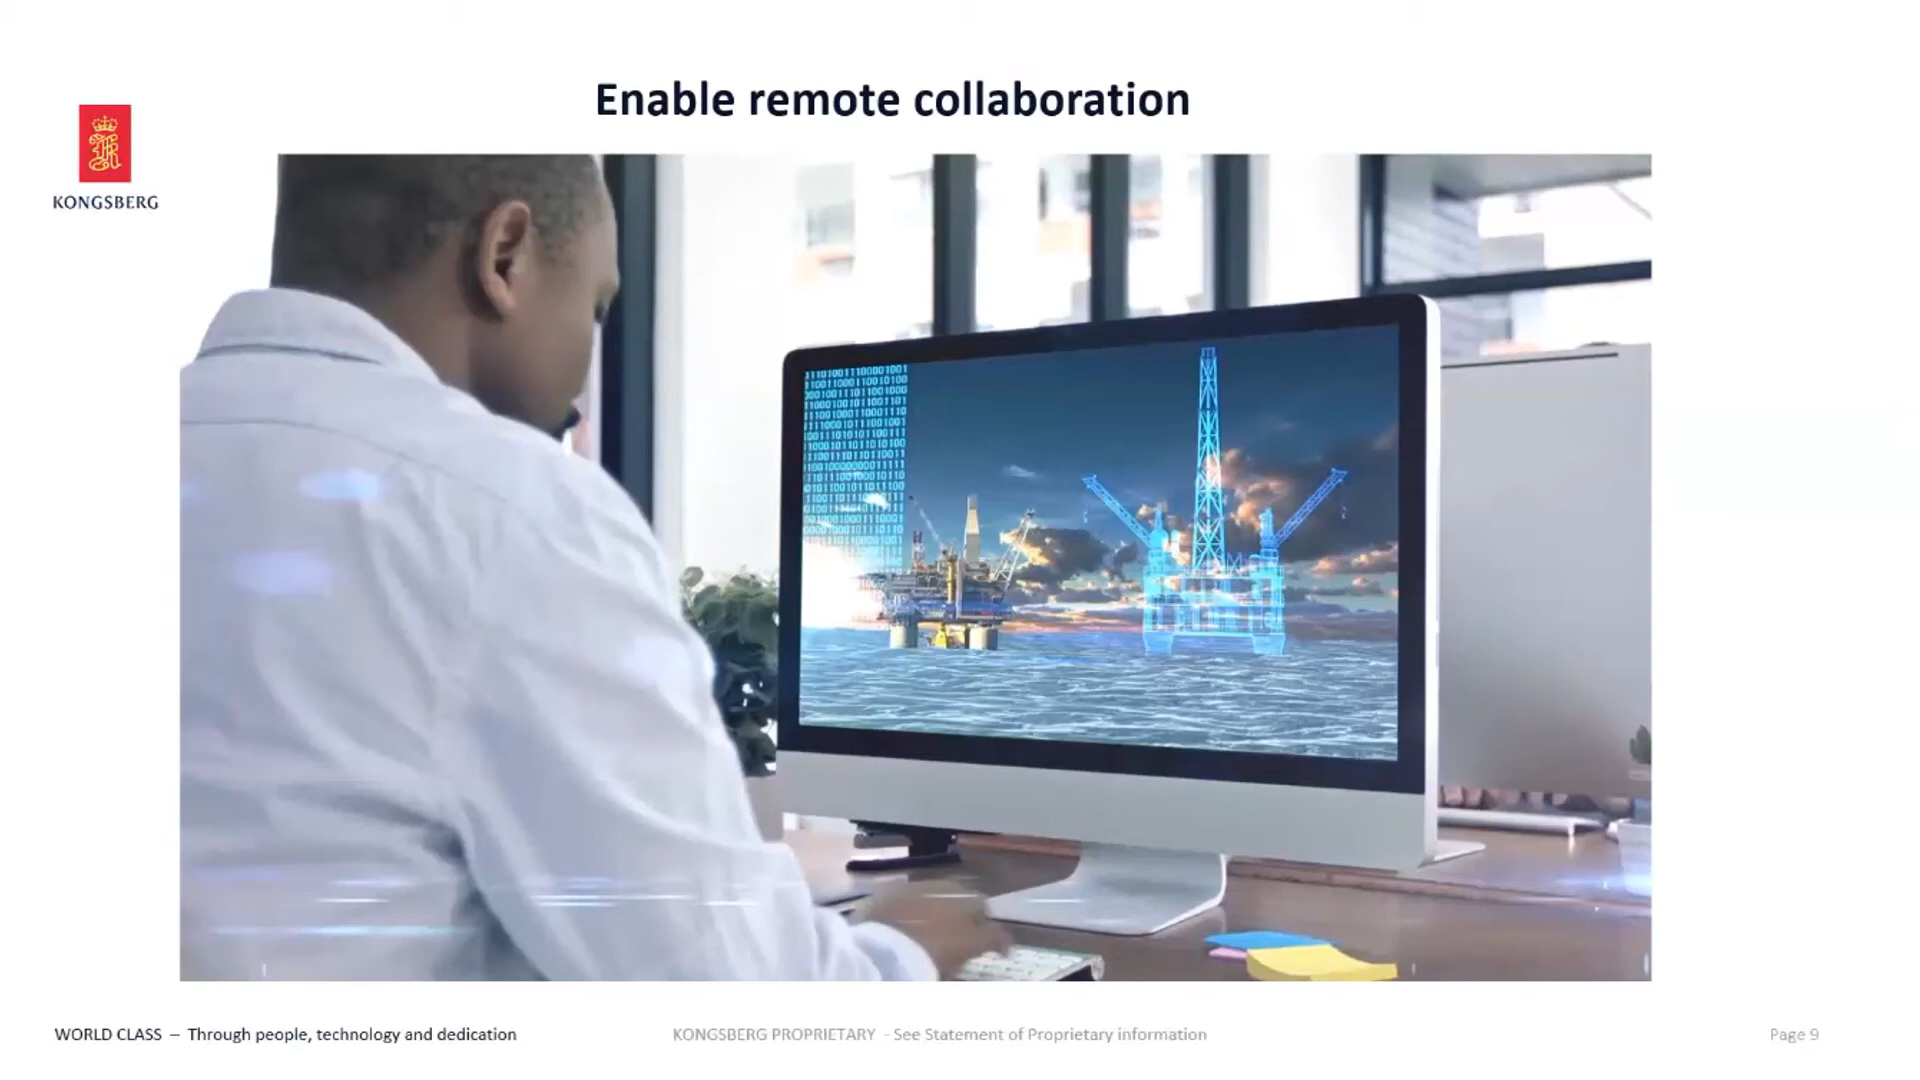 Enable remote collaboration
KONGSBERG
WORLD CLASS – Through people, technology and dedication
KONGSBERG PROPRIETARY - See Statement of Proprietary information
Page 9